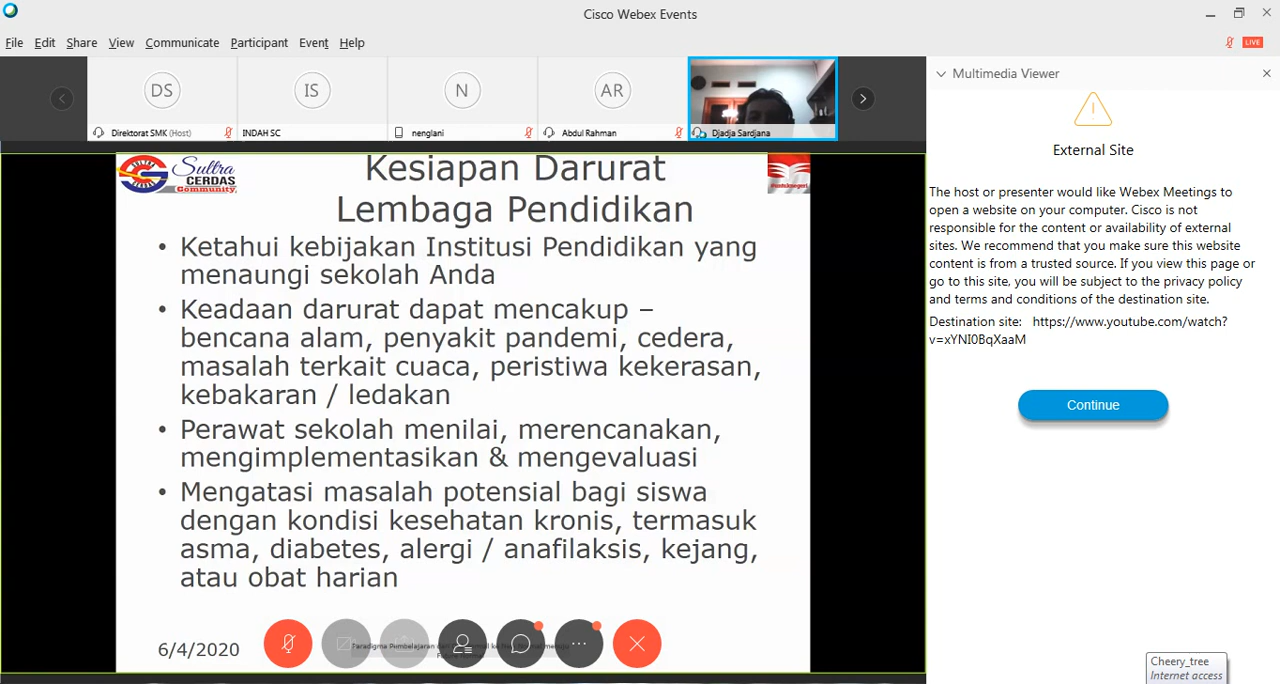 Cisco Webex Events
File Edit Share View Communicate Participant Event Help
LIVE
DS
IS
N
AR
Direktorat SMK (Host)
INDAH SC
nenglani
Abdul Rahman
Djadja Sardjana
Multimedia Viewer
External Site
The host or presenter would like Webex Meetings to
open a website on your computer. Cisco is not
responsible for the content or availability of external
sites. We recommend that you make sure this website
content is from a trusted source. If you view this page or
go to this site, you will be subject to the privacy policy
and terms and conditions of the destination site.
Destination site: https://www.youtube.com/watch?
v=xYNI0BqXaaM
Continue
Sultra
CERDAS
Community
Kesiapan Darurat
Lembaga Pendidikan
• Ketahui kebijakan Institusi Pendidikan yang
menaungi sekolah Anda
• Keadaan darurat dapat mencakup –
bencana alam, penyakit pandemi, cedera,
masalah terkait cuaca, peristiwa kekerasan,
kebakaran / ledakan
• Perawat sekolah menilai, merencanakan,
mengimplementasikan & mengevaluasi
• Mengatasi masalah potensial bagi siswa
dengan kondisi kesehatan kronis, termasuk
asma, diabetes, alergi / anafilaksis, kejang,
atau obat harian
6/4/2020
Paradigma Pembelajaran
Cheery_tree
Internet access